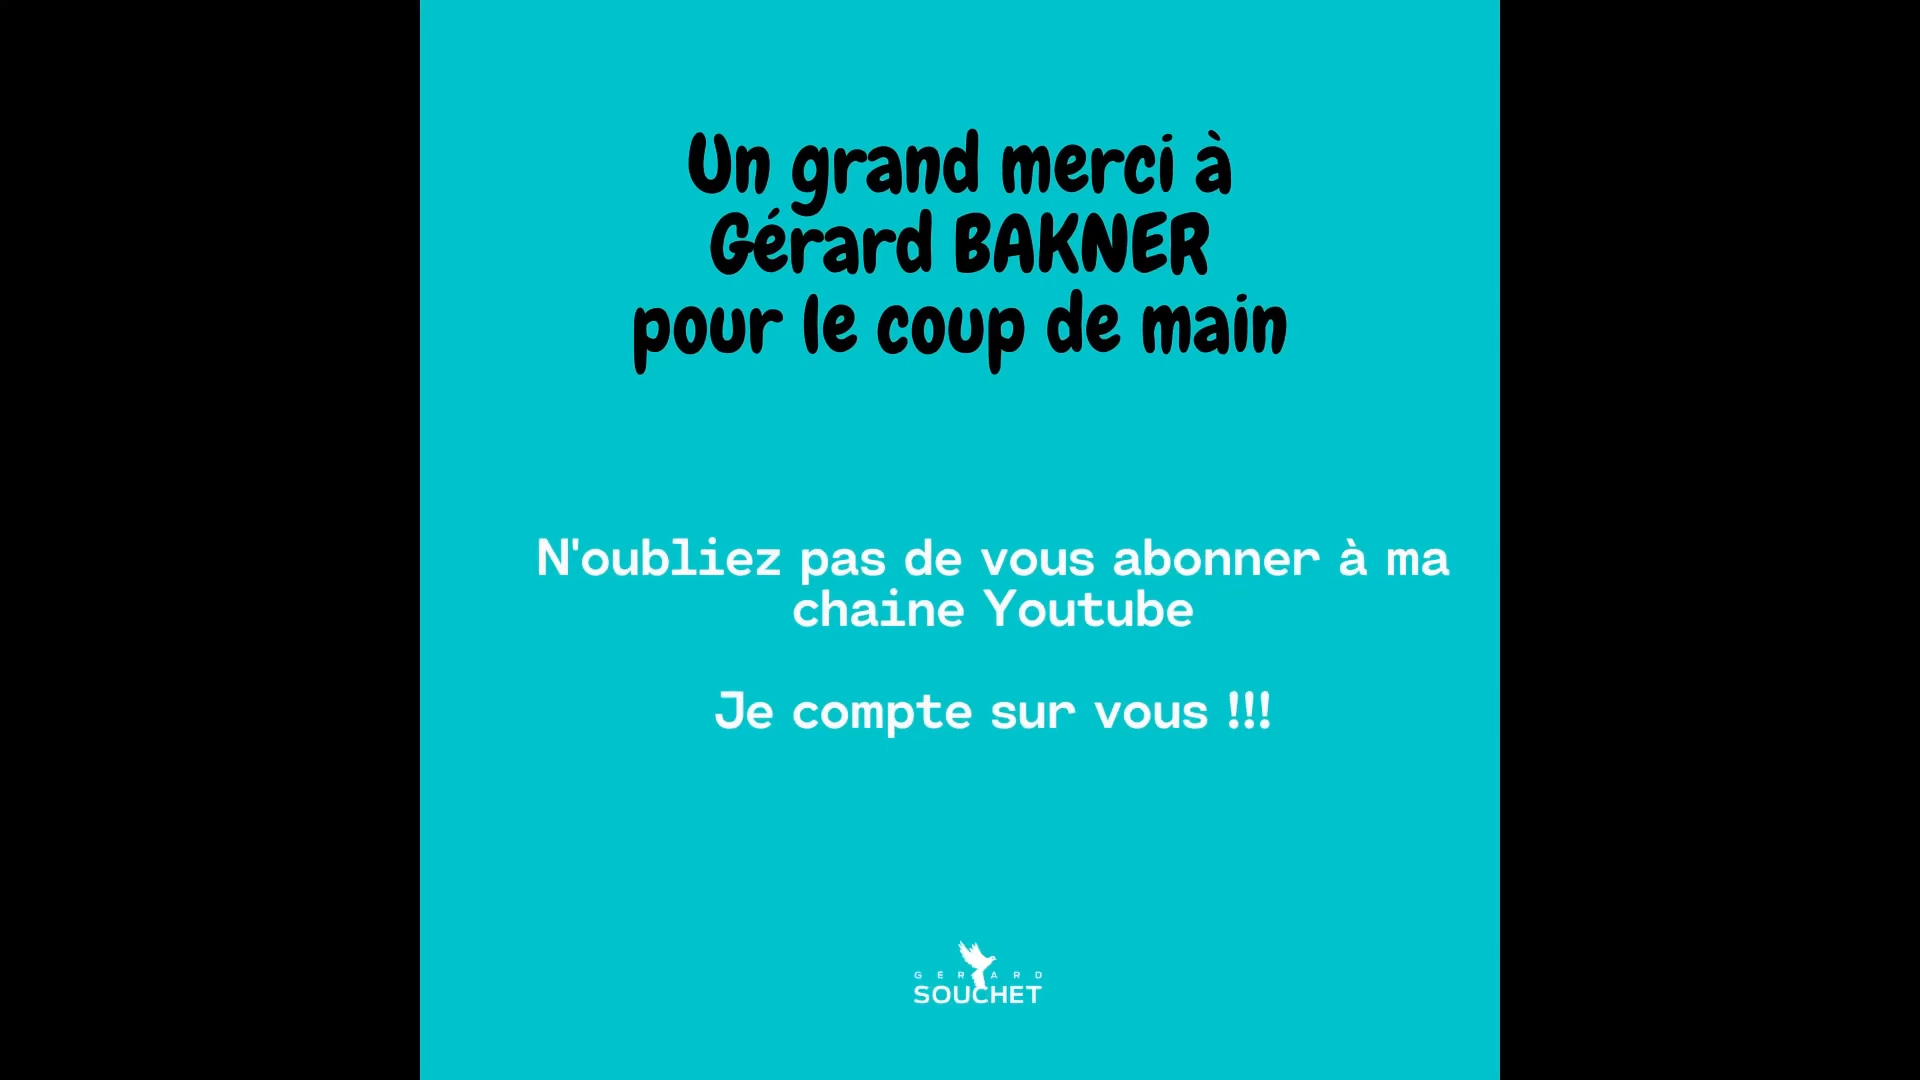 Un grand merci à
Gérard BAKNER
pour le coup de main
N'oubliez pas de vous abonner à ma
chaine Youtube
Je compte sur vous !!!
GERARD
SOUCHET